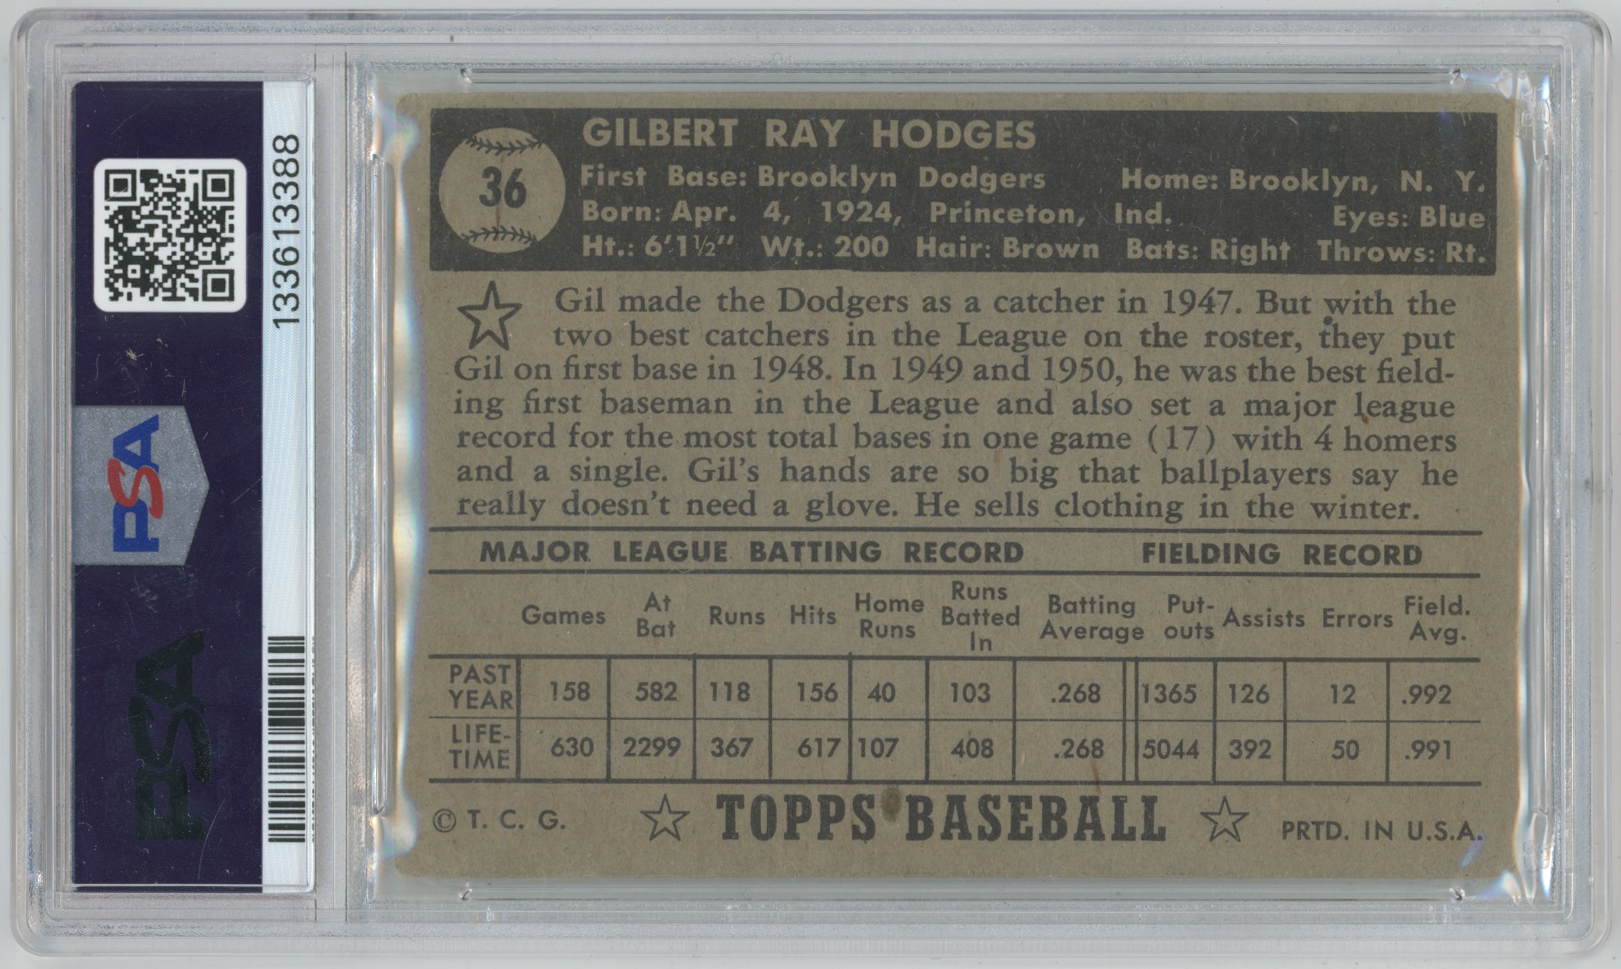 133613388
PSA
PSA
36
GILBERT RAY HODGES
First Base: Brooklyn Dodgers Home: Brooklyn, N. Y.
Born: Apr. 4, 1924, Princeton, Ind. Eyes: Blue
Ht.: 6'1½" Wt.: 200 Hair: Brown Bats: Right Throws: Rt.
Gil made the Dodgers as a catcher in 1947. But with the
two best catchers in the League on the roster, they put
Gil on first base in 1948. In 1949 and 1950, he was the best field-
ing first baseman in the League and also set a major league
record for the most total bases in one game (17) with 4 homers
and a single. Gil's hands are so big that ballplayers say he
really doesn't need a glove. He sells clothing in the winter.
MAJOR LEAGUE BATTING RECORD FIELDING RECORD
Games At Bat Runs Hits Home Runs Runs Batted In Batting Average Put-outs Assists Errors Field. Avg.
PAST YEAR 158 582 118 156 40 103 .268 1365 126 12 .992
LIFE-TIME 630 2299 367 617 107 408 .268 5044 392 50 .991
© T. C. G. ☆ TOPPS BASEBALL ☆ PRTD. IN U.S.A.